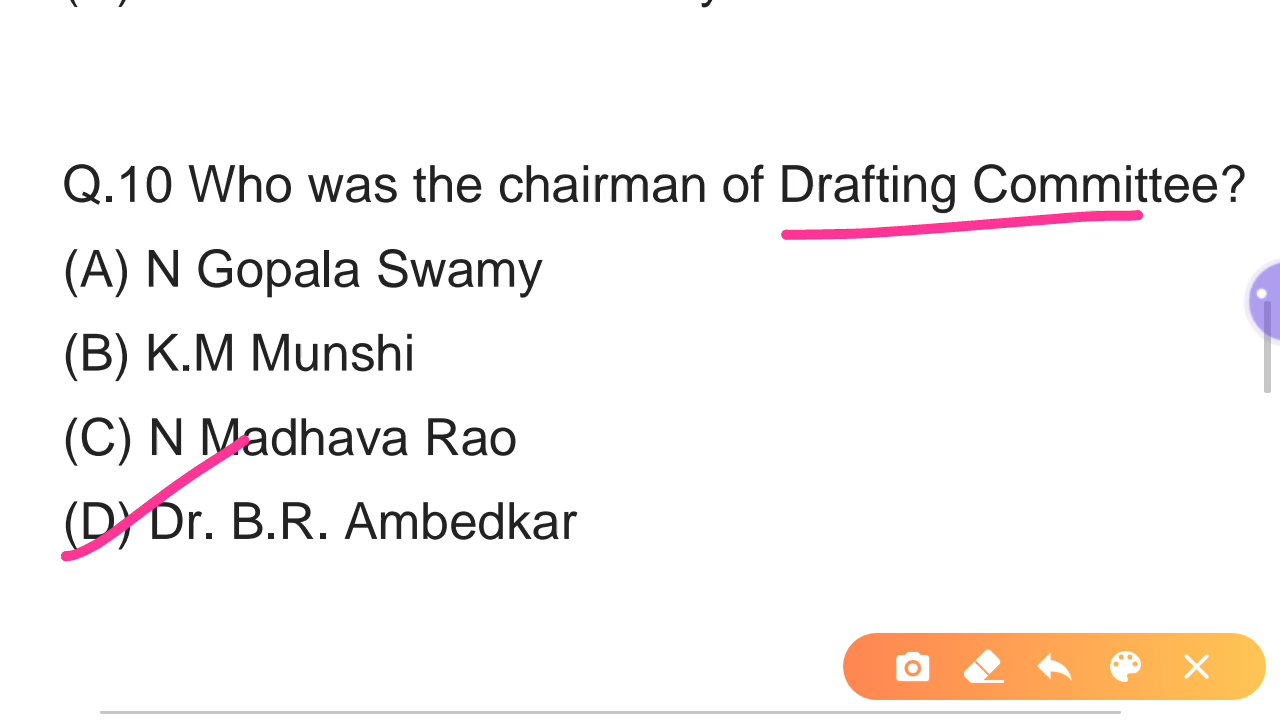 Q.10 Who was the chairman of Drafting Committee?
(A) N Gopala Swamy
(B) K.M Munshi
(C) N Madhava Rao
(D) Dr. B.R. Ambedkar